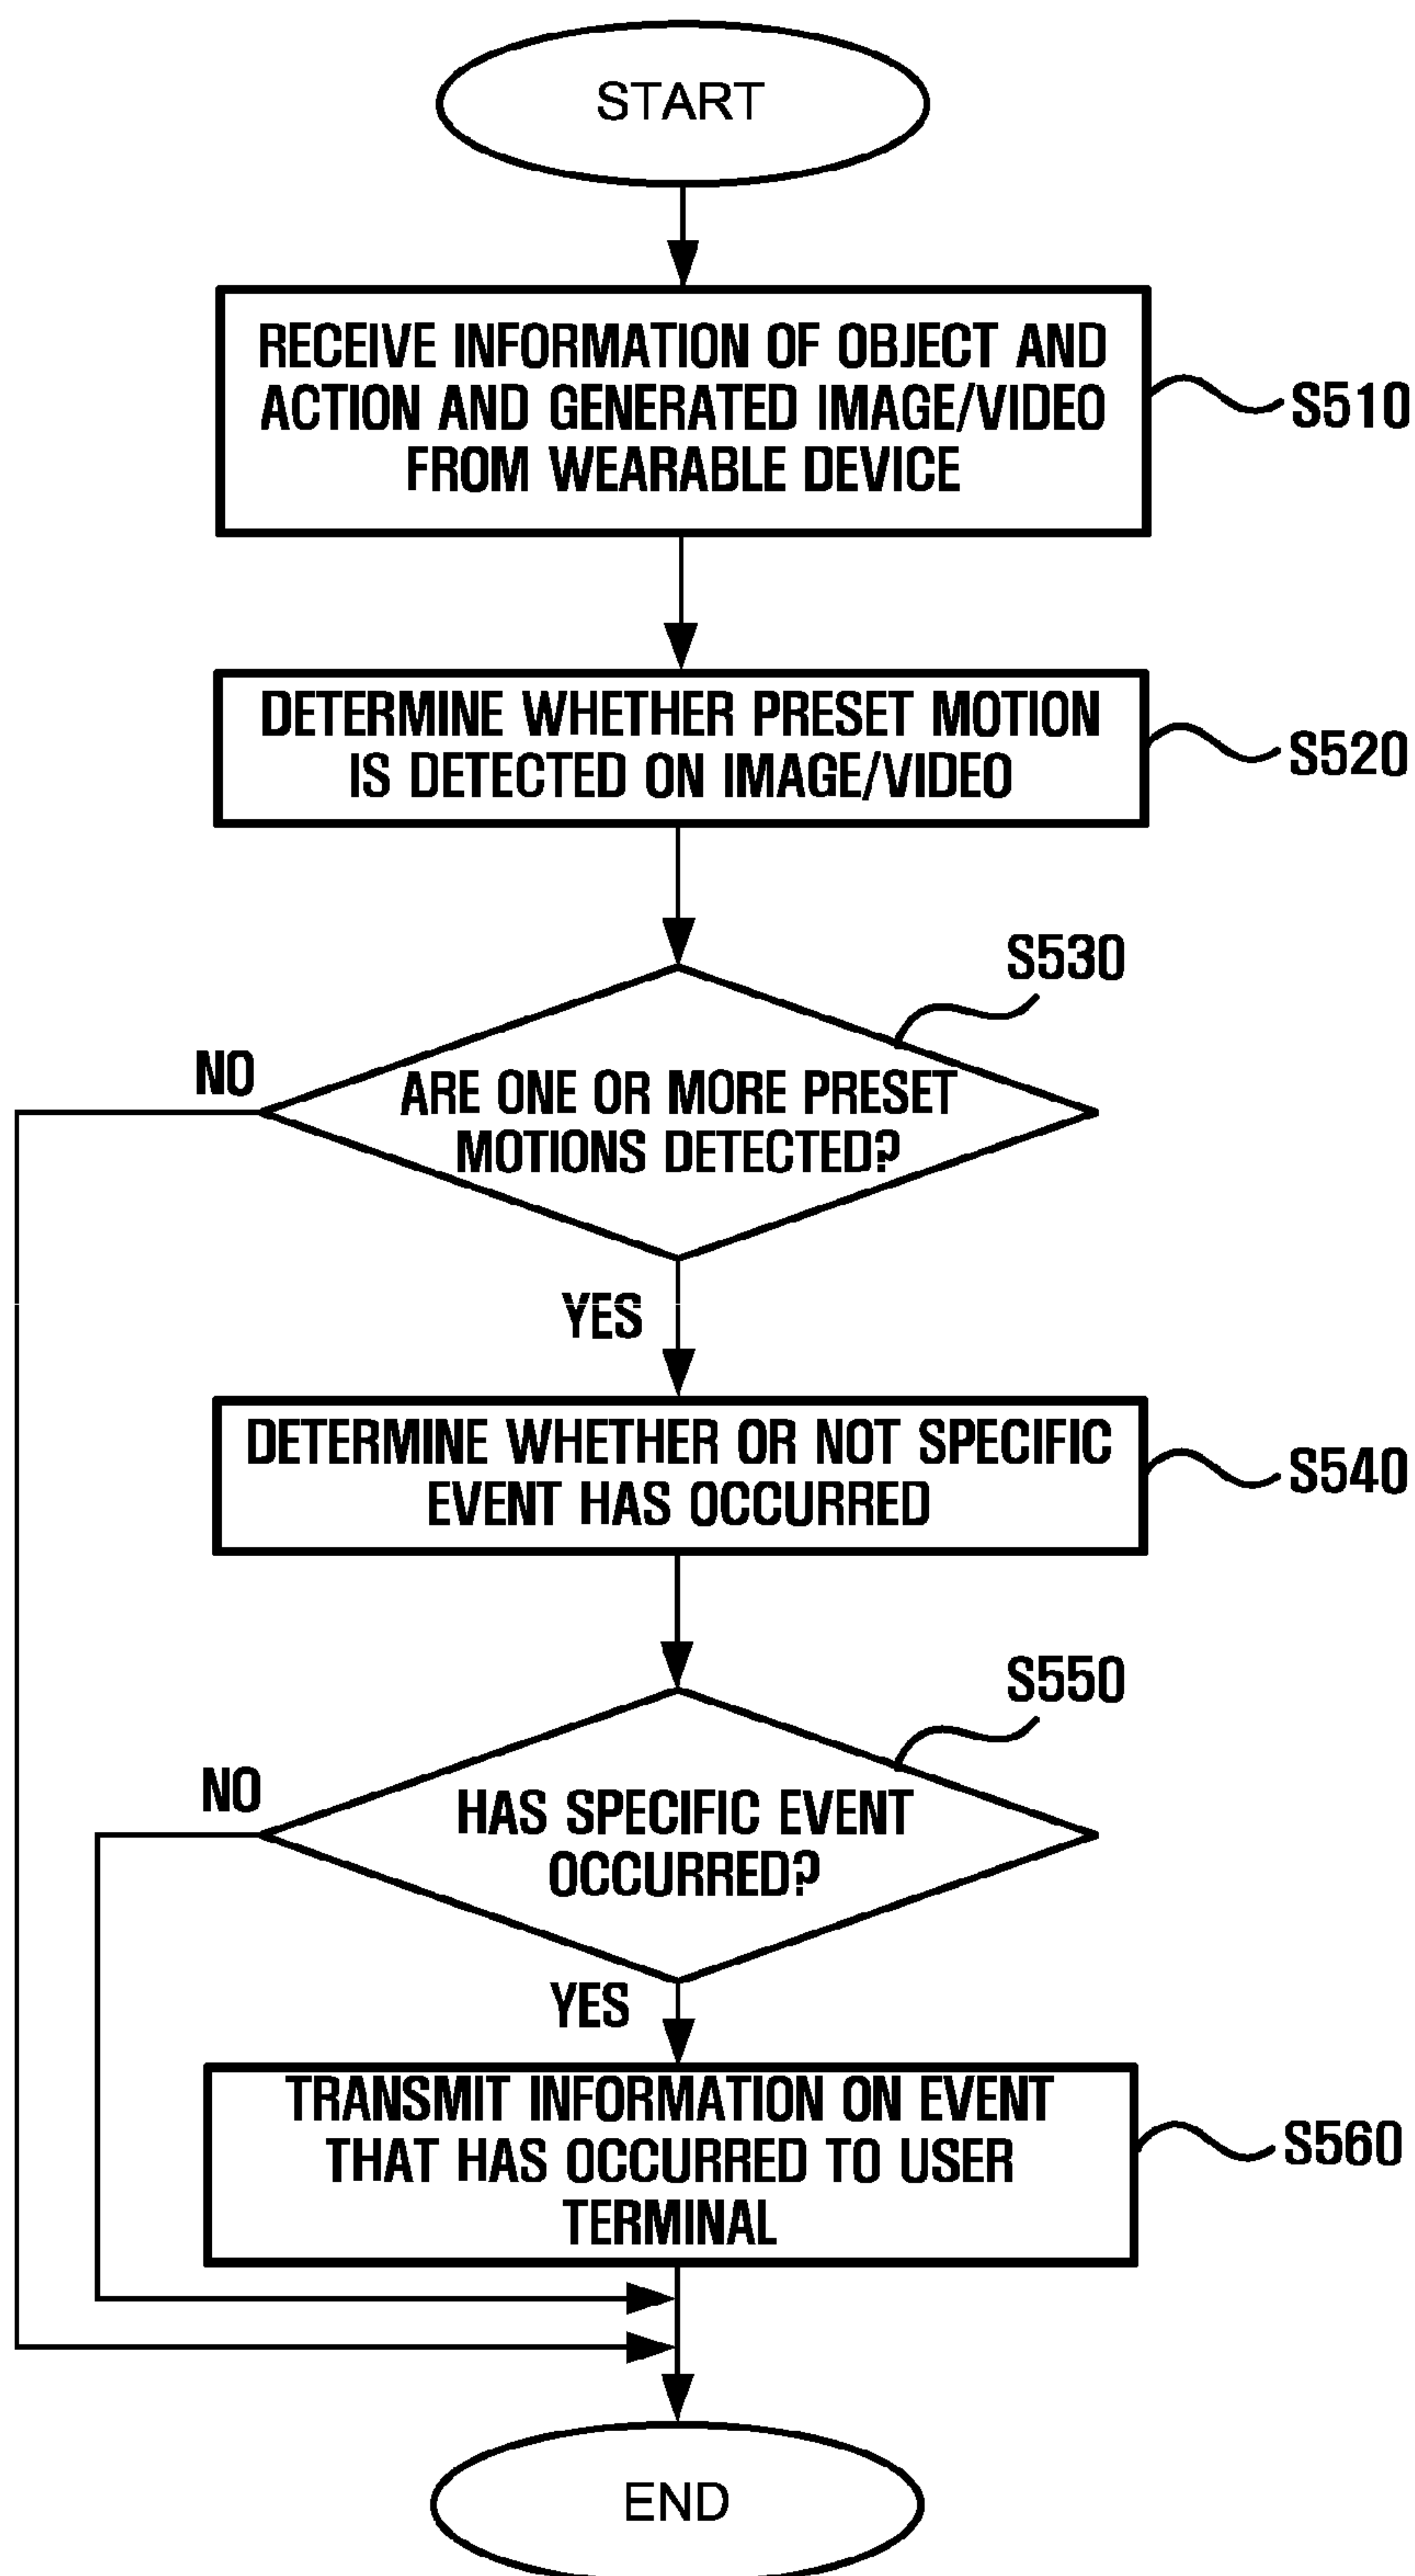 START
RECEIVE INFORMATION OF OBJECT AND
ACTION AND GENERATED IMAGE/VIDEO
FROM WEARABLE DEVICE
S510
DETERMINE WHETHER PRESET MOTION
IS DETECTED ON IMAGE/VIDEO
S520
S530
NO
ARE ONE OR MORE PRESET
MOTIONS DETECTED?
YES
DETERMINE WHETHER OR NOT SPECIFIC
EVENT HAS OCCURRED
S540
S550
NO
HAS SPECIFIC EVENT
OCCURRED?
YES
TRANSMIT INFORMATION ON EVENT
THAT HAS OCCURRED TO USER
TERMINAL
S560
END